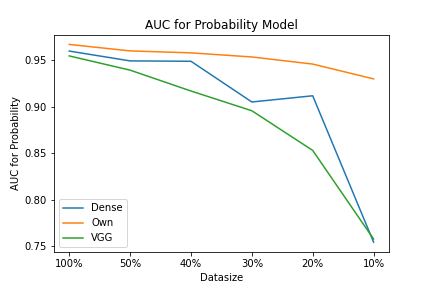 AUC for Probability Model
AUC for Probability
0.95
0.90
0.85
0.80
0.75
Dense
Own
VGG
100% 50% 40% 30% 20% 10%
Datasize